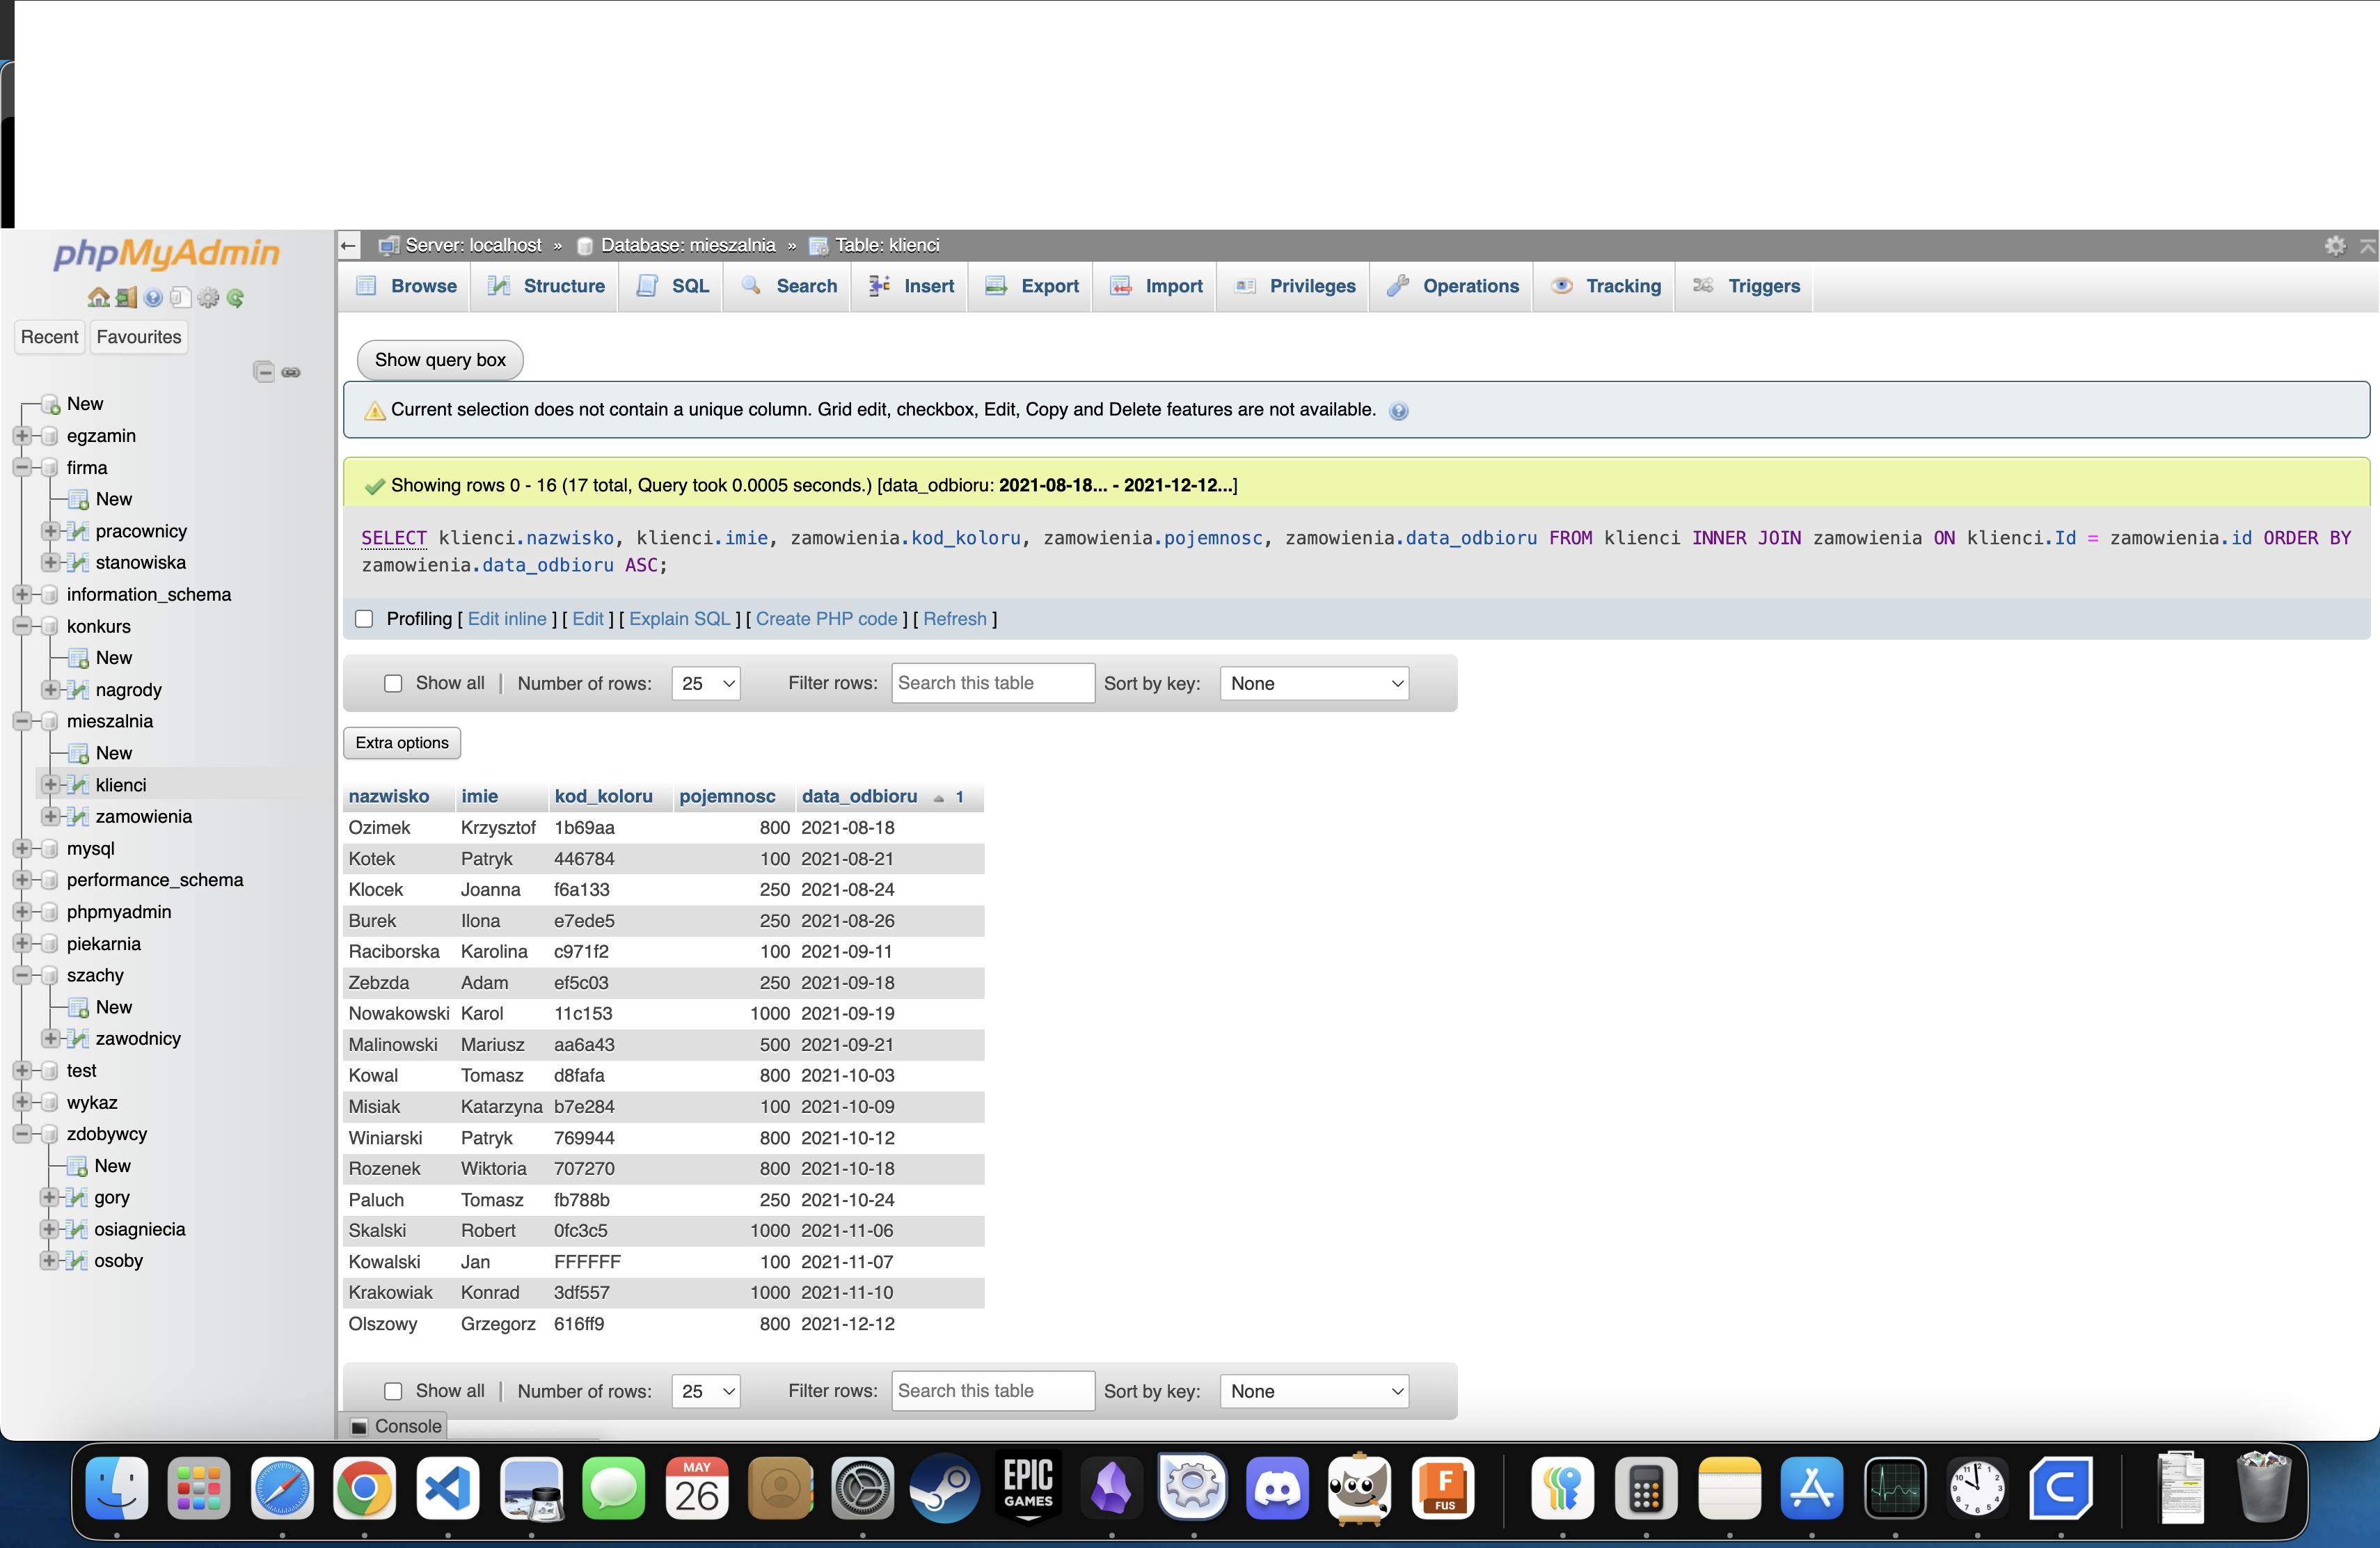 phpMyAdmin
Recent Favourites
New
egzamin
firma
New
pracownicy
stanowiska
information_schema
konkurs
New
nagrody
mieszalnia
New
klienci
zamowienia
mysql
performance_schema
phpmyadmin
piekarnia
szachy
New
zawodnicy
test
wykaz
zdobywcy
New
gory
osiagniecia
osoby
Server: localhost » Database: mieszalnia » Table: klienci
Browse Structure SQL Search Insert Export Import Privileges Operations Tracking Triggers
Show query box
Current selection does not contain a unique column. Grid edit, checkbox, Edit, Copy and Delete features are not available.
Showing rows 0 - 16 (17 total, Query took 0.0005 seconds.) [data_odbioru: 2021-08-18... - 2021-12-12...]
SELECT klienci.nazwisko, klienci.imie, zamowienia.kod_koloru, zamowienia.pojemnosc, zamowienia.data_odbioru FROM klienci INNER JOIN zamowienia ON klienci.Id = zamowienia.id ORDER BY
zamowienia.data_odbioru ASC;
Profiling [ Edit inline ] [ Edit ] [ Explain SQL ] [ Create PHP code ] [ Refresh ]
Show all | Number of rows: 25 Filter rows: Search this table Sort by key: None
Extra options
nazwisko imie kod_koloru pojemnosc data_odbioru 1
Ozimek Krzysztof 1b69aa 800 2021-08-18
Kotek Patryk 446784 100 2021-08-21
Klocek Joanna f6a133 250 2021-08-24
Burek Ilona e7ede5 250 2021-08-26
Raciborska Karolina c971f2 100 2021-09-11
Zebzda Adam ef5c03 250 2021-09-18
Nowakowski Karol 11c153 1000 2021-09-19
Malinowski Mariusz aa6a43 500 2021-09-21
Kowal Tomasz d8fafa 800 2021-10-03
Misiak Katarzyna b7e284 100 2021-10-09
Winiarski Patryk 769944 800 2021-10-12
Rozenek Wiktoria 707270 800 2021-10-18
Paluch Tomasz fb788b 250 2021-10-24
Skalski Robert 0fc3c5 1000 2021-11-06
Kowalski Jan FFFFFF 100 2021-11-07
Krakowiak Konrad 3df557 1000 2021-11-10
Olszowy Grzegorz 616ff9 800 2021-12-12
Show all | Number of rows: 25 Filter rows: Search this table Sort by key: None
Console
MAY
26
EPIC
GAMES
F
FUS